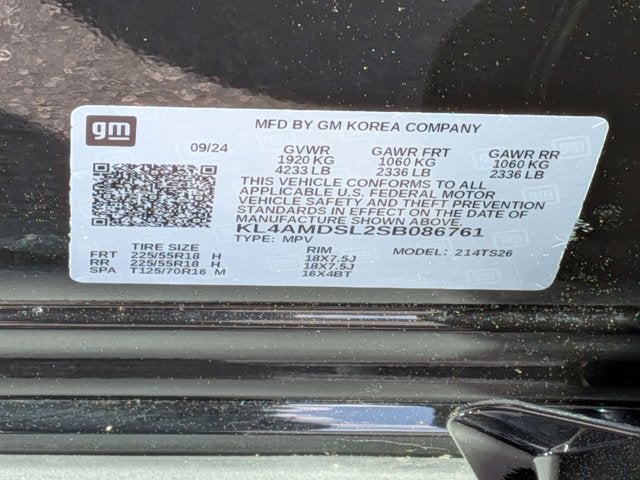 gm
MFD BY GM KOREA COMPANY
09/24 GVWR GAWR FRT GAWR RR
1920 KG 1060 KG 1060 KG
4233 LB 2336 LB 2336 LB
THIS VEHICLE CONFORMS TO ALL
APPLICABLE U.S. FEDERAL MOTOR
VEHICLE SAFETY AND THEFT PREVENTION
STANDARDS IN EFFECT ON THE DATE OF
MANUFACTURE SHOWN ABOVE.
KL4AMDSL2SB086761
TYPE: MPV MODEL: 214TS26
TIRE SIZE RIM
FRT 225/55R18 H 18X7.5J
RR 225/55R18 H 18X7.5J
SPA T125/70R16 M 16X4BT